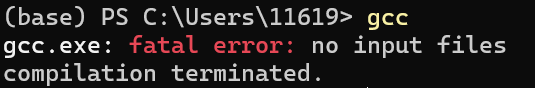 (base) PS C:\Users\11619> gcc
gcc.exe: fatal error: no input files
compilation terminated.